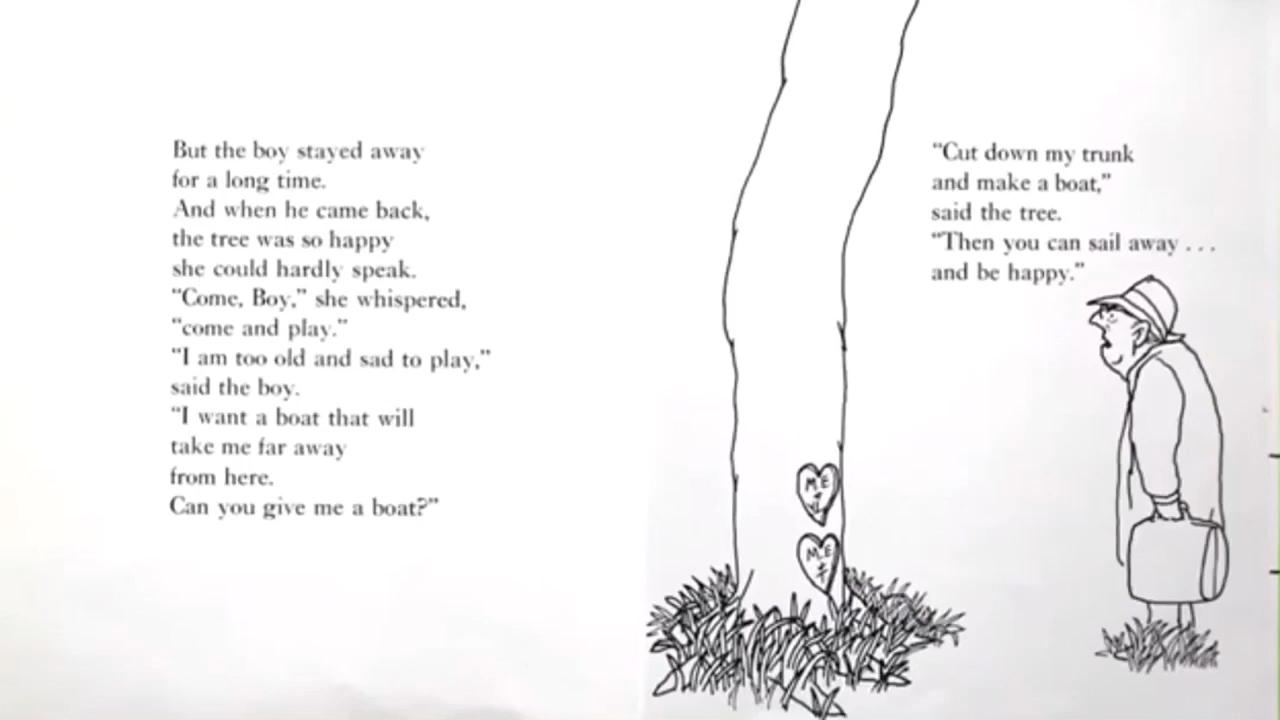 But the boy stayed away
for a long time.
And when he came back,
the tree was so happy
she could hardly speak.
“Come, Boy,” she whispered,
“come and play.”
“I am too old and sad to play,”
said the boy.
“I want a boat that will
take me far away
from here.
Can you give me a boat?”
“Cut down my trunk
and make a boat,”
said the tree.
“Then you can sail away . . .
and be happy.”
M.E
+
M.E
+